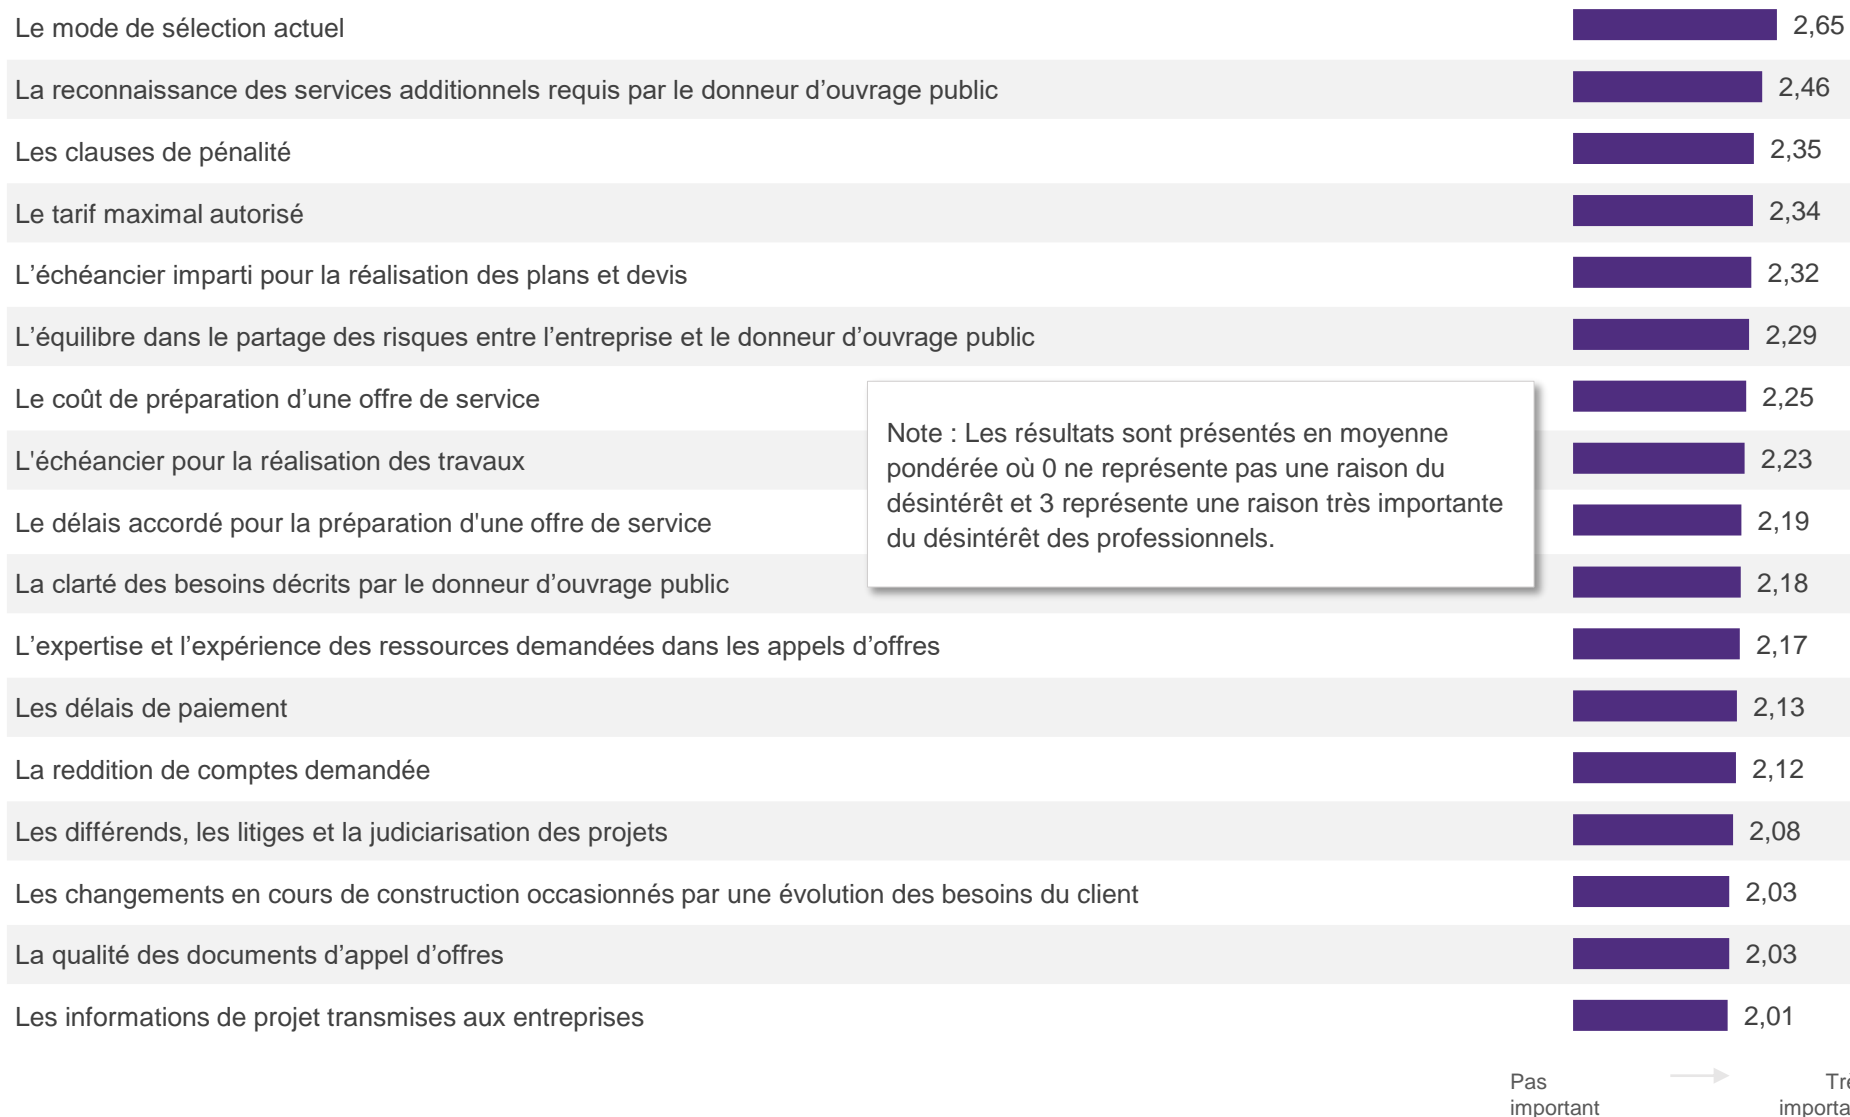 Le mode de sélection actuel 2,65
La reconnaissance des services additionnels requis par le donneur d’ouvrage public 2,46
Les clauses de pénalité 2,35
Le tarif maximal autorisé 2,34
L’échéancier imparti pour la réalisation des plans et devis 2,32
L’équilibre dans le partage des risques entre l’entreprise et le donneur d’ouvrage public 2,29
Le coût de préparation d’une offre de service 2,25
L'échéancier pour la réalisation des travaux 2,23
Le délais accordé pour la préparation d'une offre de service 2,19
La clarté des besoins décrits par le donneur d’ouvrage public 2,18
Note : Les résultats sont présentés en moyenne
pondérée où 0 ne représente pas une raison du
désintérêt et 3 représente une raison très importante
du désintérêt des professionnels.
L’expertise et l’expérience des ressources demandées dans les appels d’offres 2,17
Les délais de paiement 2,13
La reddition de comptes demandée 2,12
Les différends, les litiges et la judiciarisation des projets 2,08
Les changements en cours de construction occasionnés par une évolution des besoins du client 2,03
La qualité des documents d’appel d’offres 2,03
Les informations de projet transmises aux entreprises 2,01
Pas
important